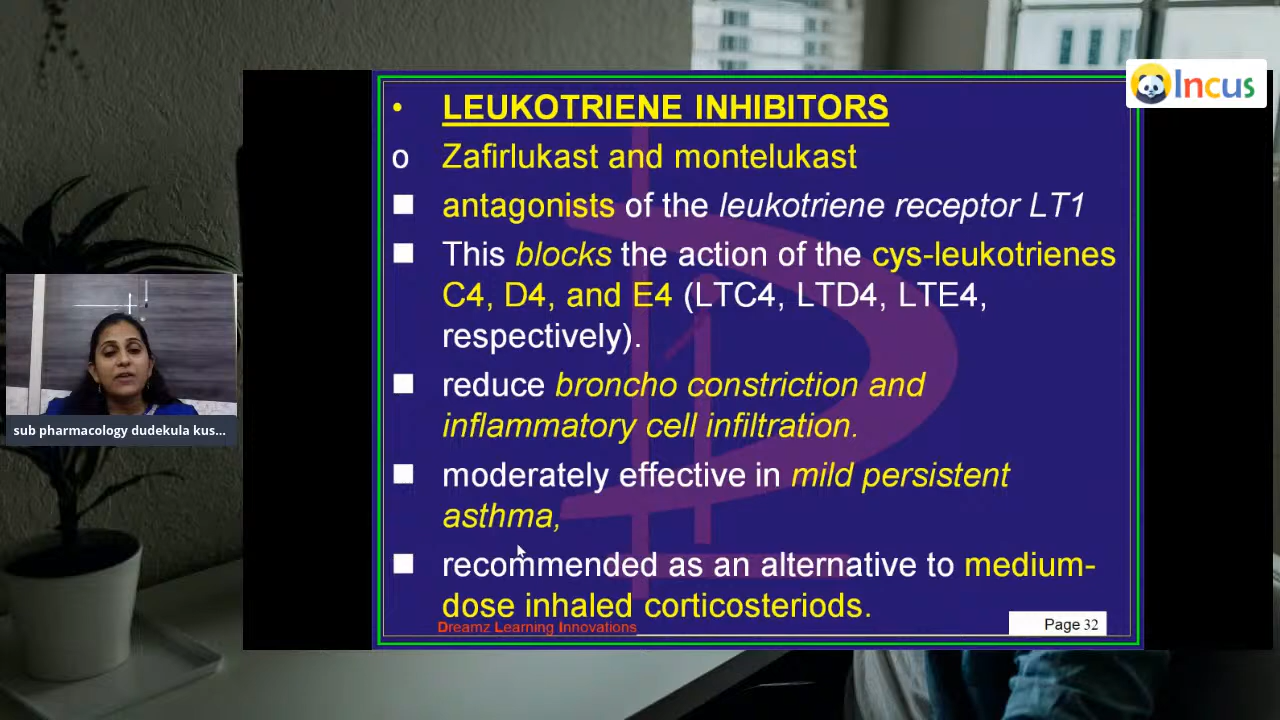 Incus
• LEUKOTRIENE INHIBITORS
o Zafirlukast and montelukast
■ antagonists of the leukotriene receptor LT1
■ This blocks the action of the cys-leukotrienes
C4, D4, and E4 (LTC4, LTD4, LTE4,
respectively).
■ reduce broncho constriction and
inflammatory cell infiltration.
■ moderately effective in mild persistent
asthma,
■ recommended as an alternative to medium-
dose inhaled corticosteriods.
Dreamz Learning Innovations
Page 32
sub pharmacology dudekula kus...